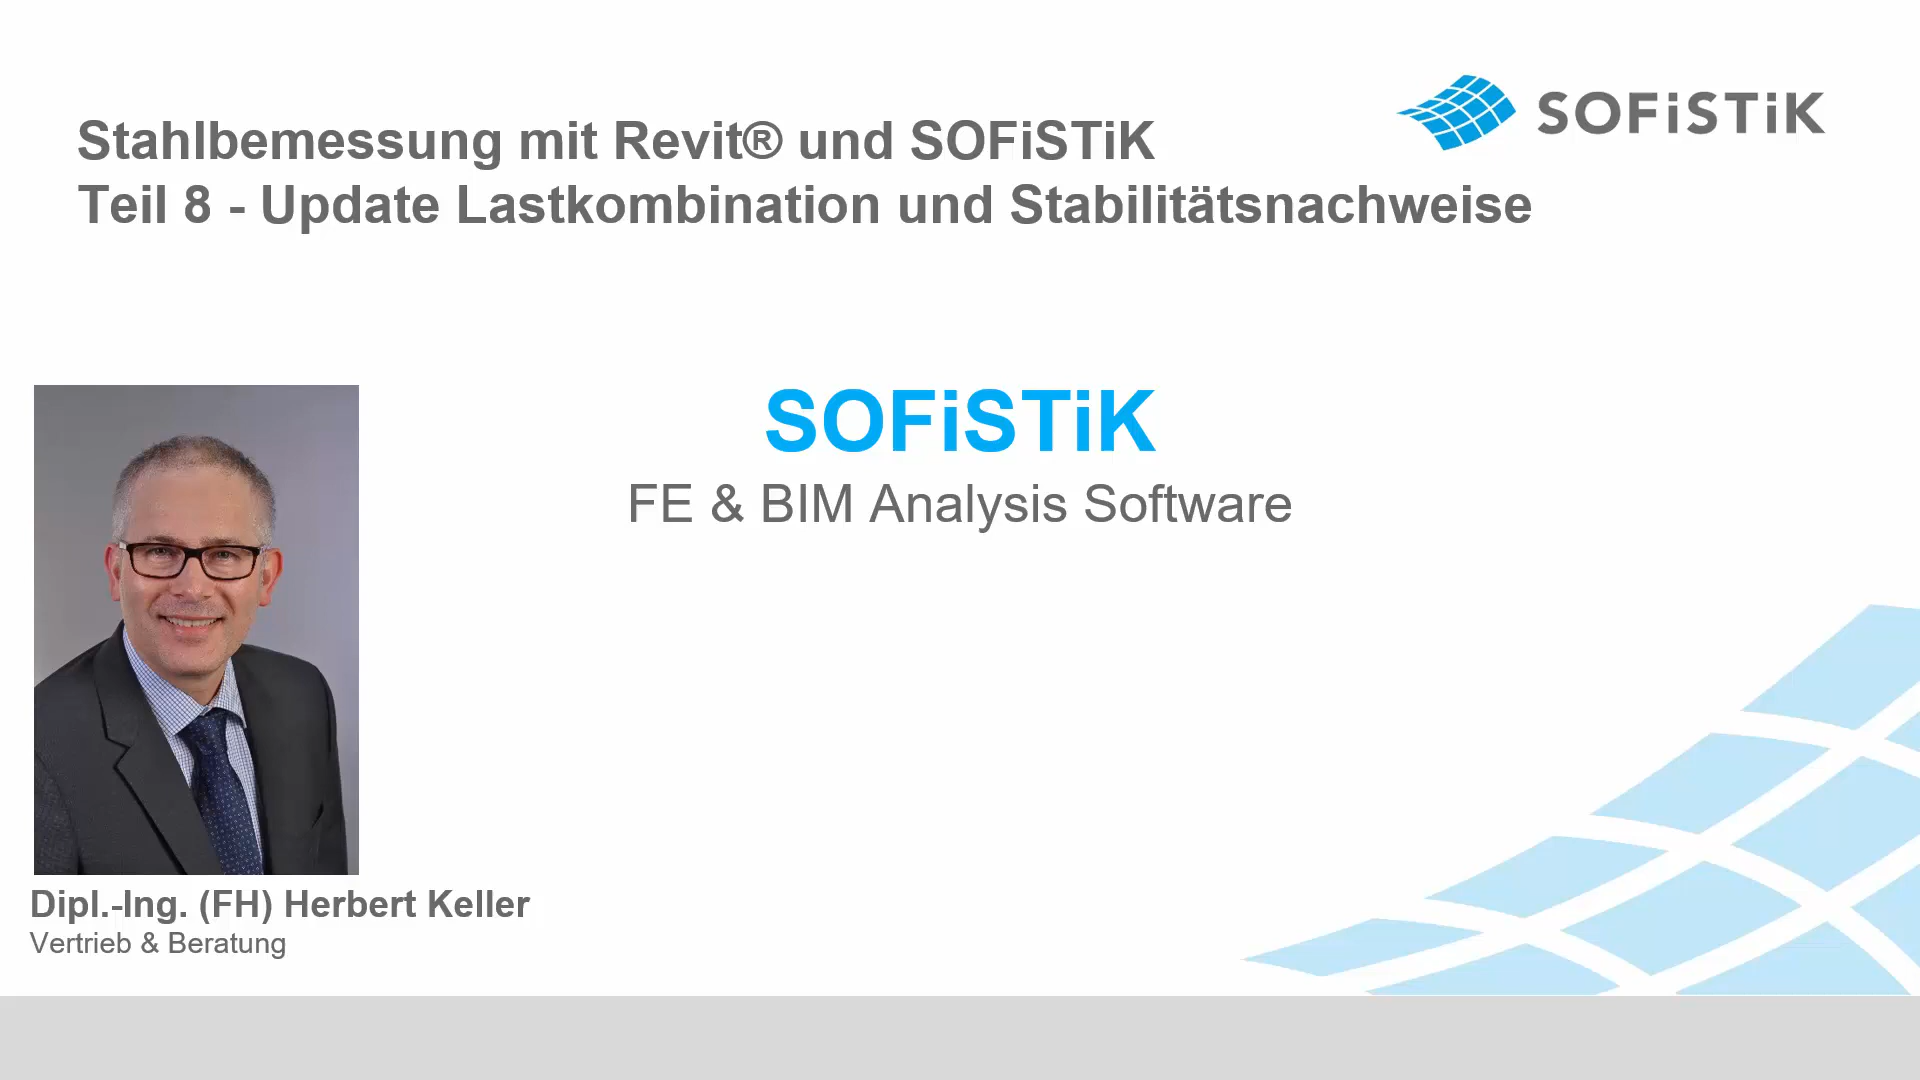 Stahlbemessung mit Revit® und SOFiSTiK
Teil 8 - Update Lastkombination und Stabilitätsnachweise
SOFiSTiK
SOFiSTiK
FE & BIM Analysis Software
Dipl.-Ing. (FH) Herbert Keller
Vertrieb & Beratung